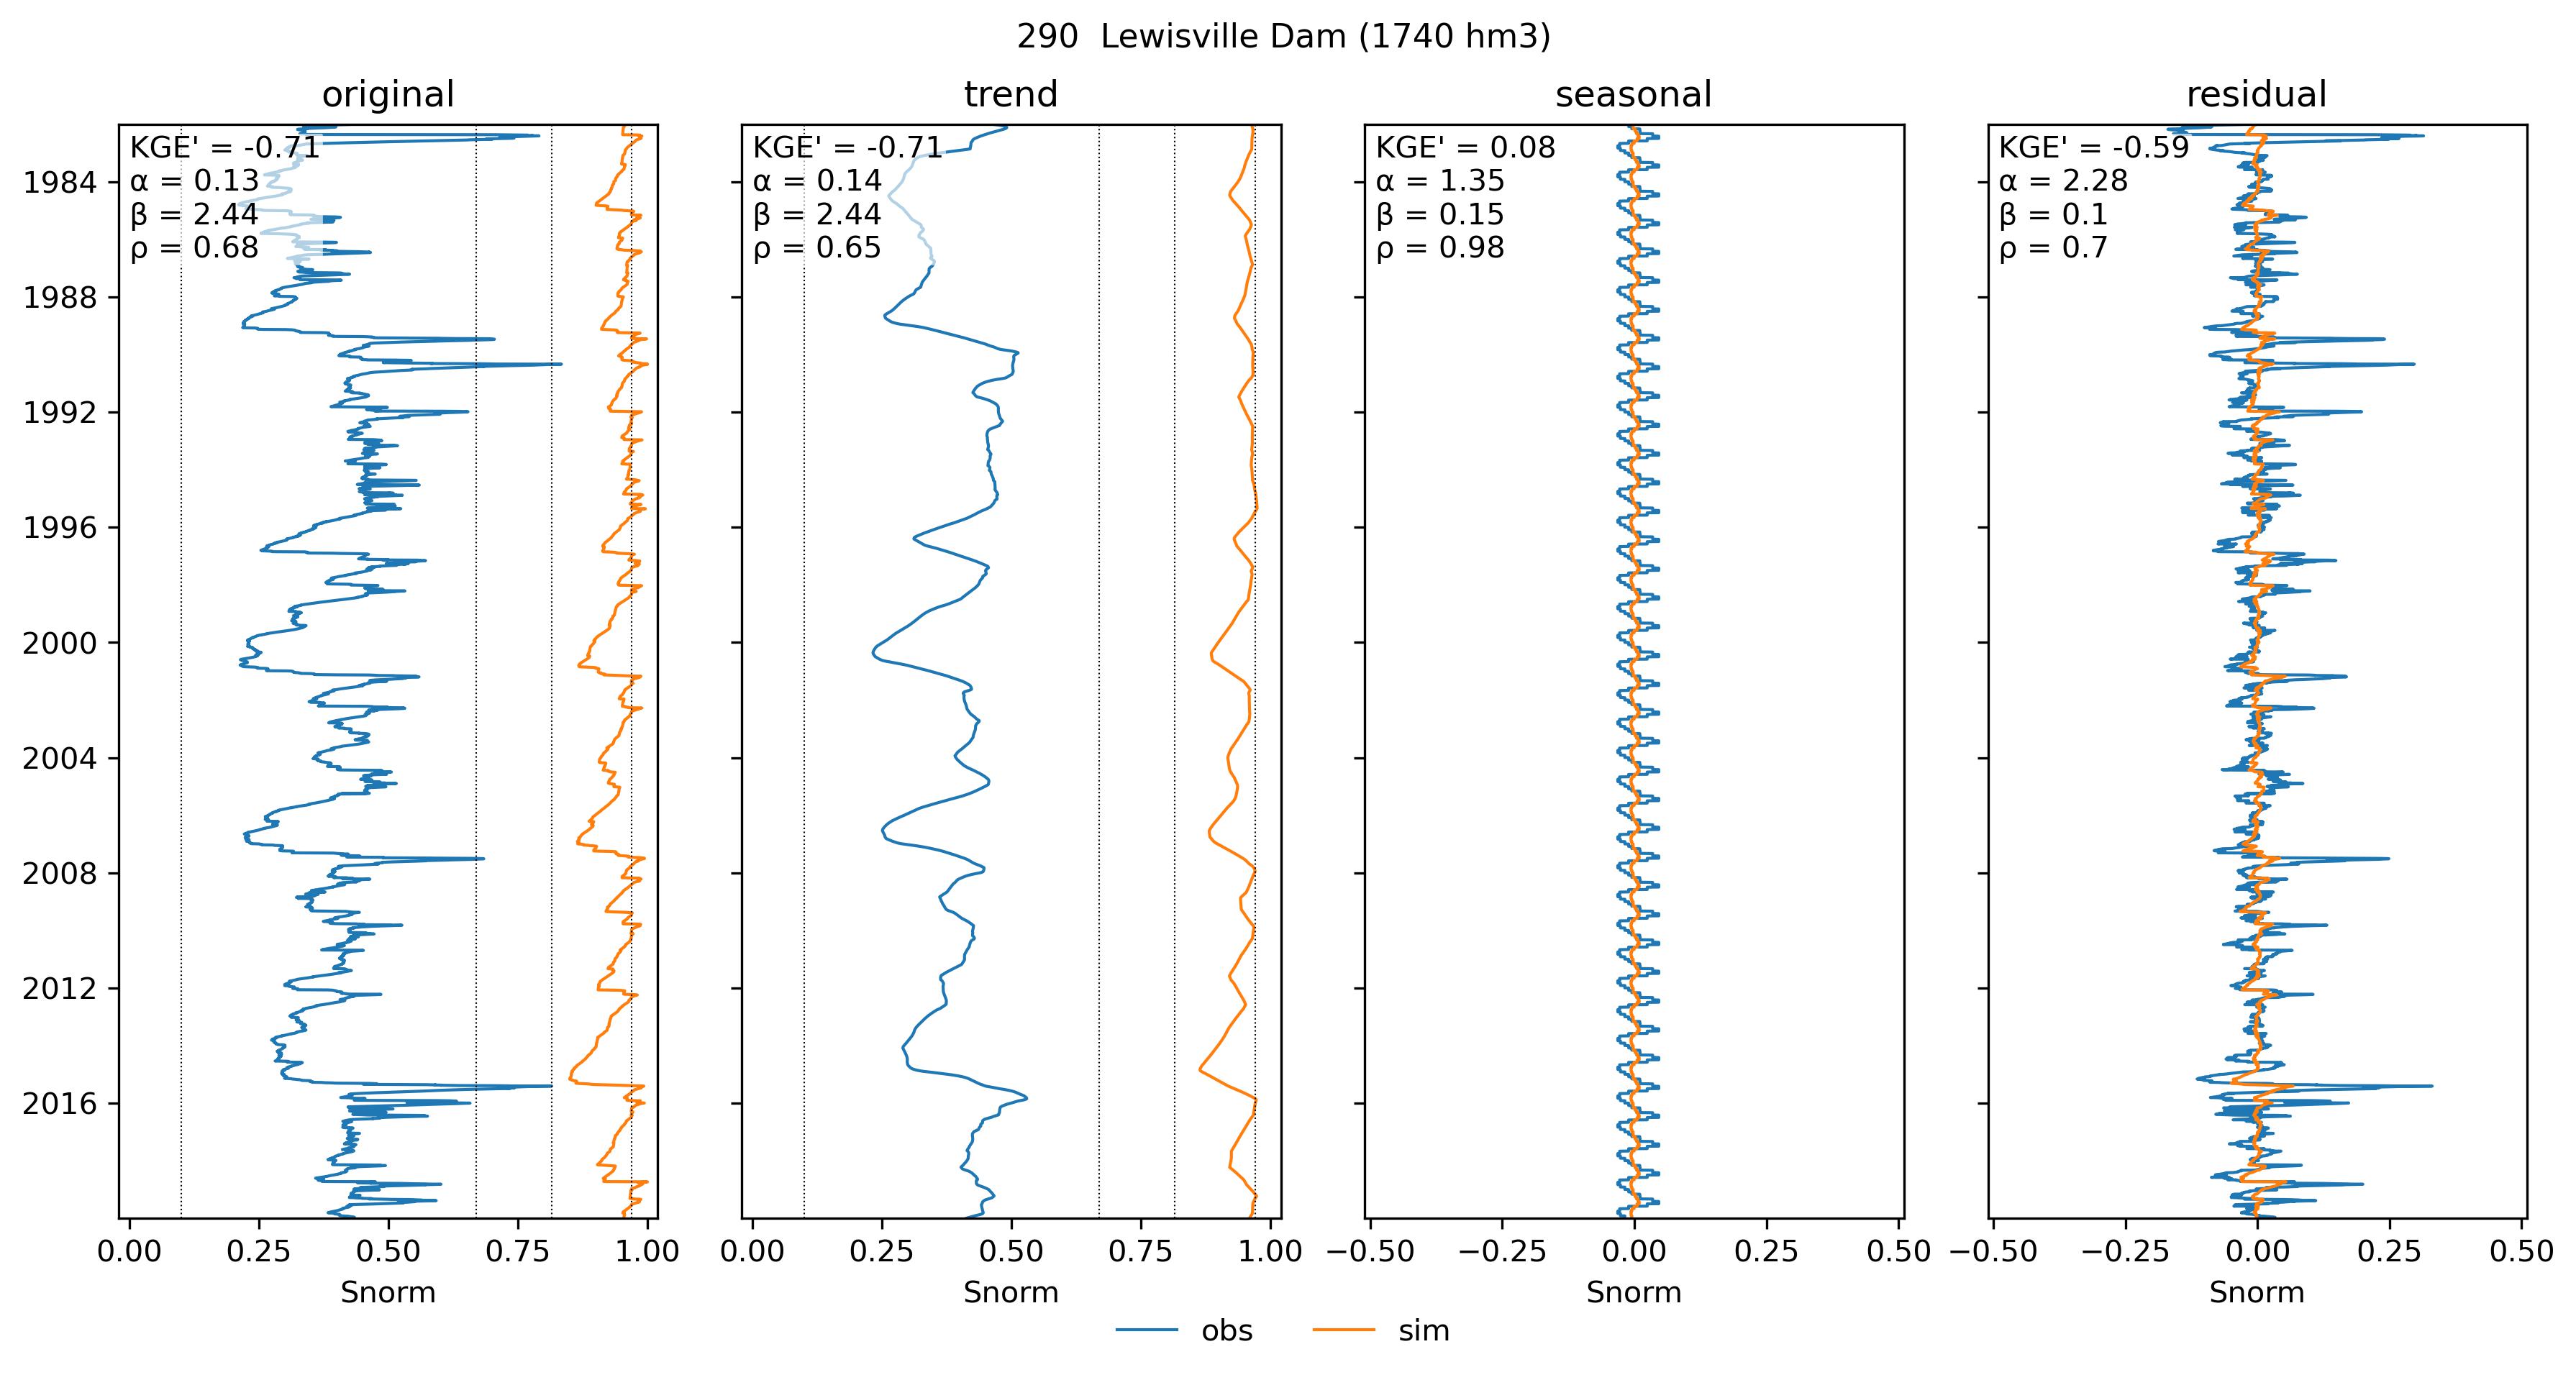 290  Lewisville Dam (1740 hm3)
original
trend
seasonal
residual
KGE' = -0.71
α = 0.13
β = 2.44
ρ = 0.68
KGE' = -0.71
α = 0.14
β = 2.44
ρ = 0.65
KGE' = 0.08
α = 1.35
β = 0.15
ρ = 0.98
KGE' = -0.59
α = 2.28
β = 0.1
ρ = 0.7
1984
1988
1992
1996
2000
2004
2008
2012
2016
0.00 0.25 0.50 0.75 1.00
0.00 0.25 0.50 0.75 1.00
−0.50 −0.25 0.00 0.25 0.50
−0.50 −0.25 0.00 0.25 0.50
Snorm
Snorm
Snorm
Snorm
obs
sim